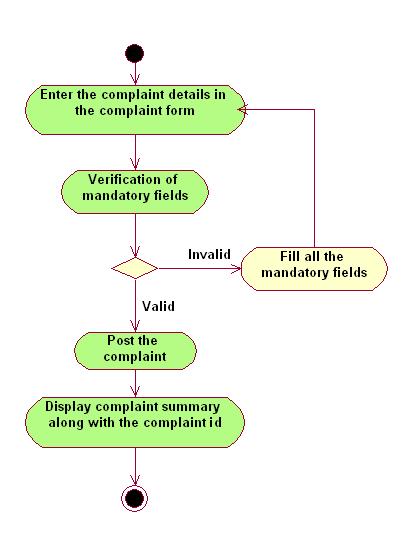 Enter the complaint details in
the complaint form
Verification of
mandatory fields
Invalid
Fill all the
mandatory fields
Valid
Post the
complaint
Display complaint summary
along with the complaint id